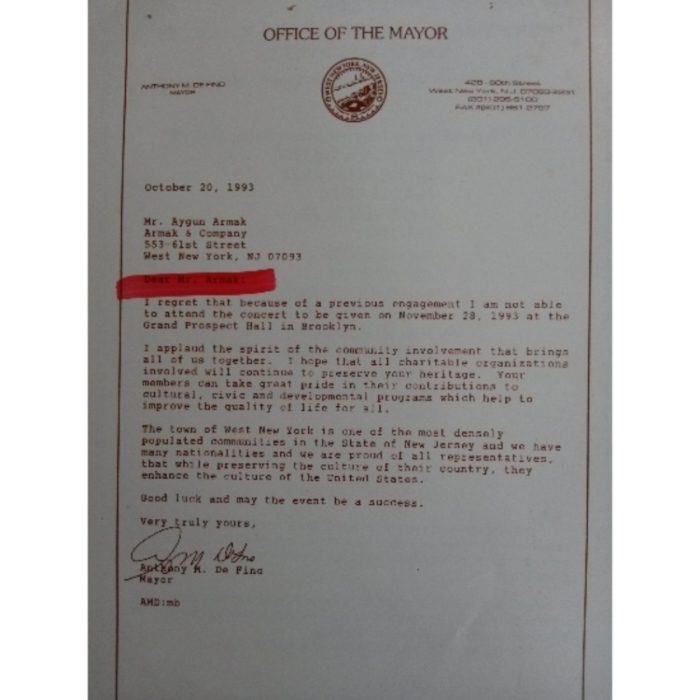 OFFICE OF THE MAYOR
ANTHONY M. DE FINO
MAYOR
WEST NEW YORK, NEW JERSEY
428 - 60th Street
West New York, N.J. 07093
(201) 295-5100
FAX
October 20, 1993
Mr. Aygun Armak
Armak & Company
553-61st Street
West New York, NJ 07093
Dear Mr. Armak:
I regret that because of a previous engagement I am not able
to attend the concert to be given on November 28, 1993 at the
Grand Prospect Hall in Brooklyn.
I applaud the spirit of the community involvement that brings
all of us together. I hope that all charitable organizations
involved will continue to preserve your heritage. Your
members can take great pride in their contributions to
cultural, civic and developmental programs which help to
improve the quality of life for all.
The town of West New York is one of the most densely
populated communities in the State of New Jersey and we have
many nationalities and we are proud of all representatives,
that while preserving the culture of their country, they
enhance the culture of the United States.
Good luck and may the event be a success.
Very truly yours,
Anthony M. De Fino
Mayor
AMD:mb